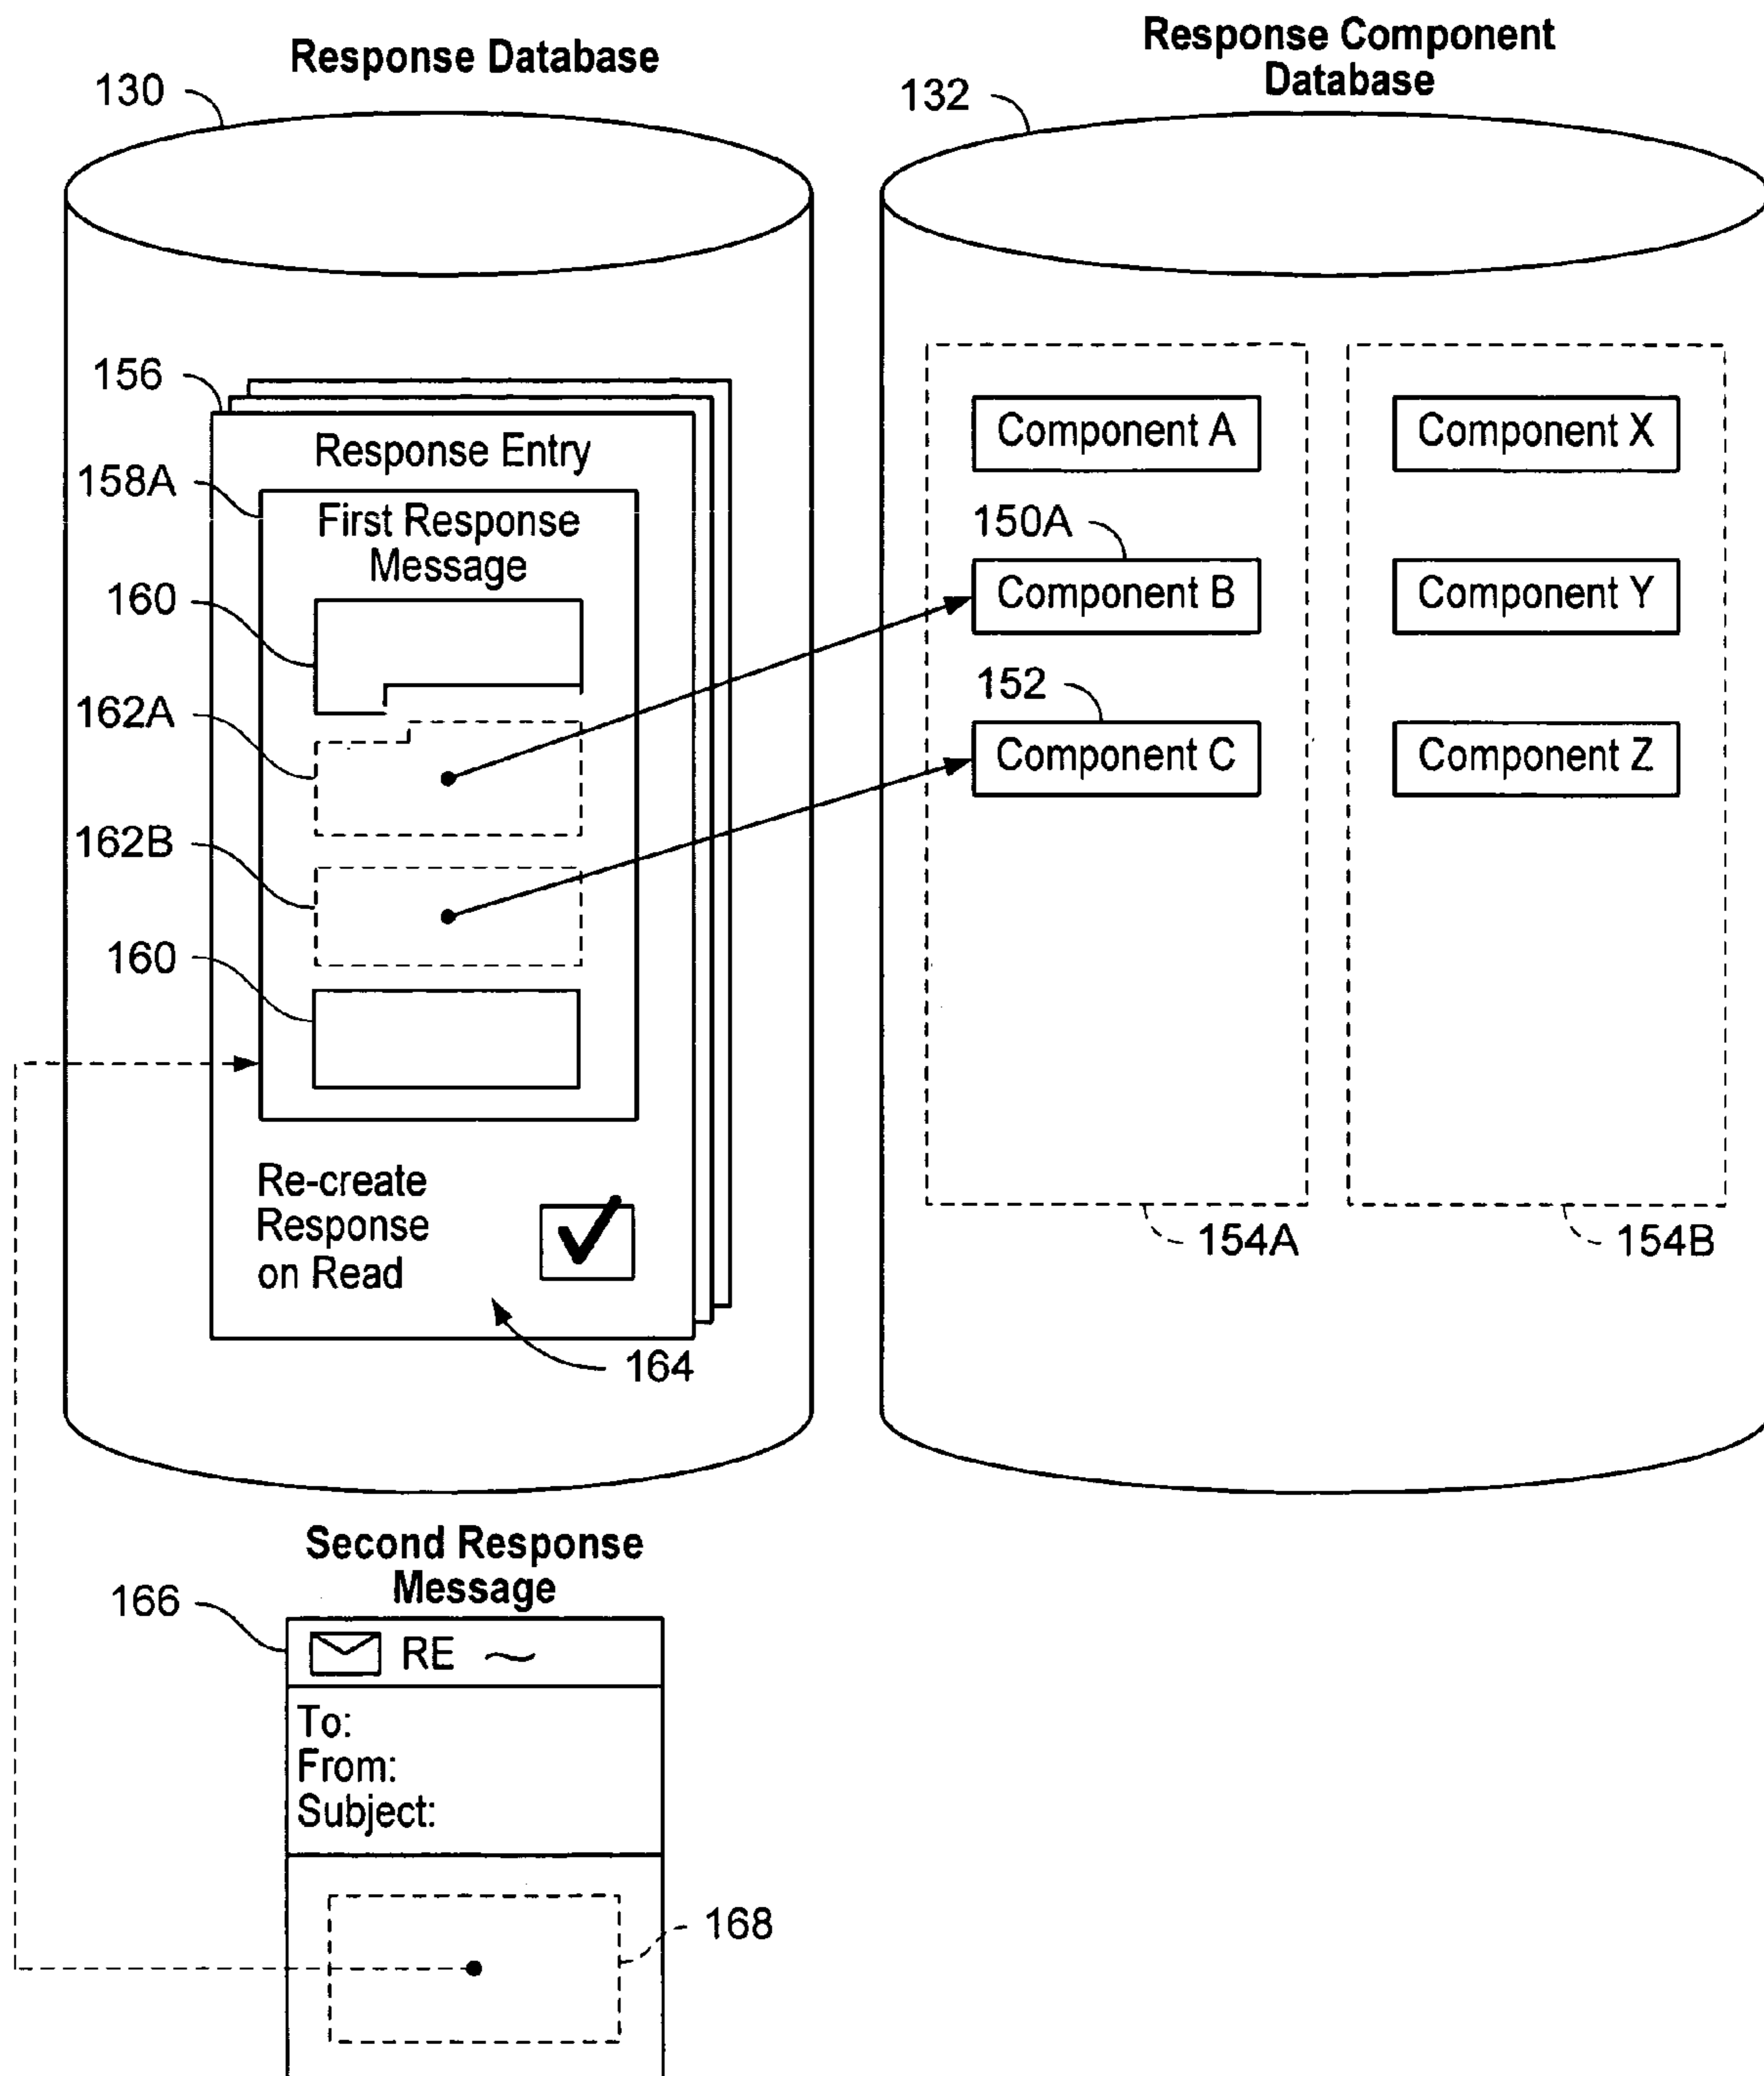 Response Database
130
Response Component
Database
132
156
Response Entry
158A
First Response
Message
160
162A
162B
160
Re-create
Response
on Read
164
Component A
150A
Component B
152
Component C
154A
Component X
Component Y
Component Z
154B
Second Response
Message
166
RE
To:
From:
Subject:
168